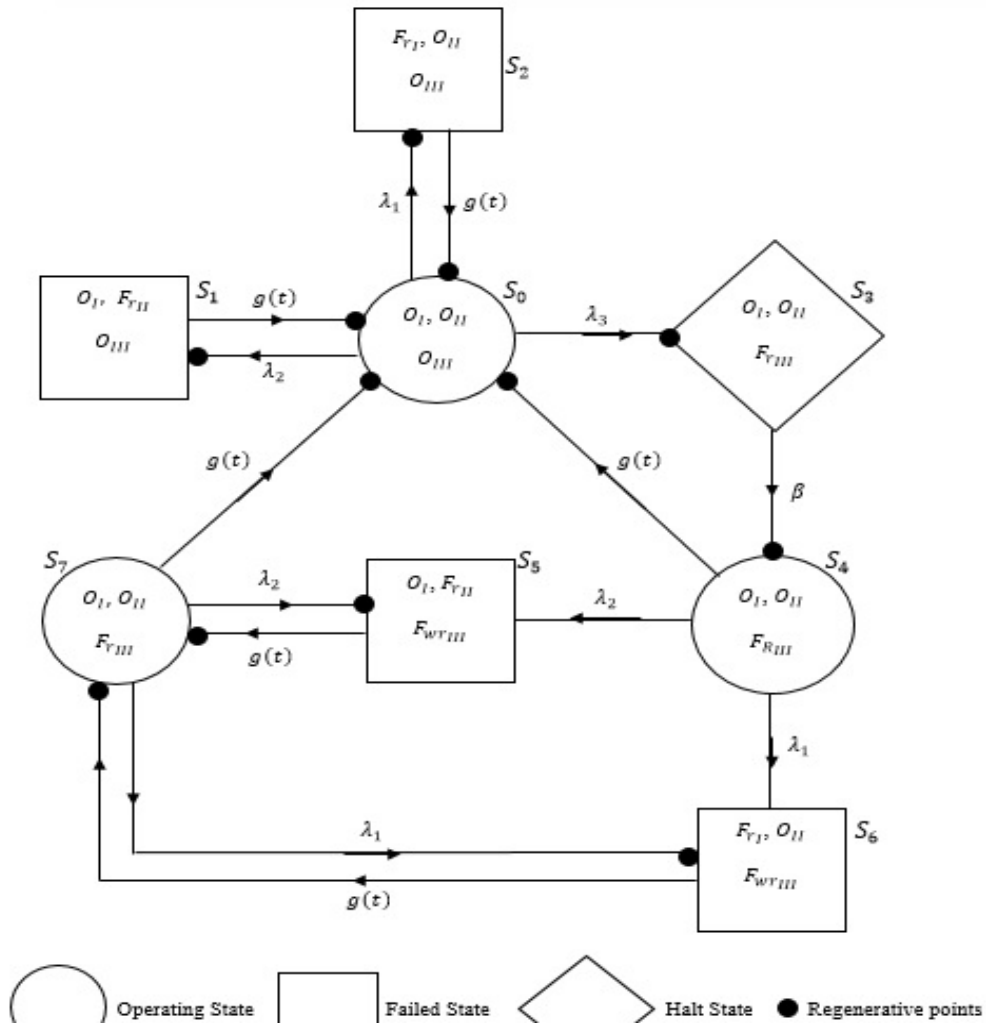 F_{r_I}, O_{II}
O_{III}
S_2
λ_1
g(t)
O_I, F_{r_{II}}
O_{III}
S_1
g(t)
λ_2
O_I, O_{II}
O_{III}
S_0
λ_3
O_I, O_{II}
F_{r_{III}}
S_3
g(t)
g(t)
β
S_7
O_I, O_{II}
F_{r_{III}}
λ_2
g(t)
O_I, F_{r_{II}}
F_{wr_{III}}
S_5
λ_2
O_I, O_{II}
F_{R_{III}}
S_4
λ_1
λ_1
g(t)
F_{r_I}, O_{II}
F_{wr_{III}}
S_6
Operating State
Failed State
Halt State
Regenerative points